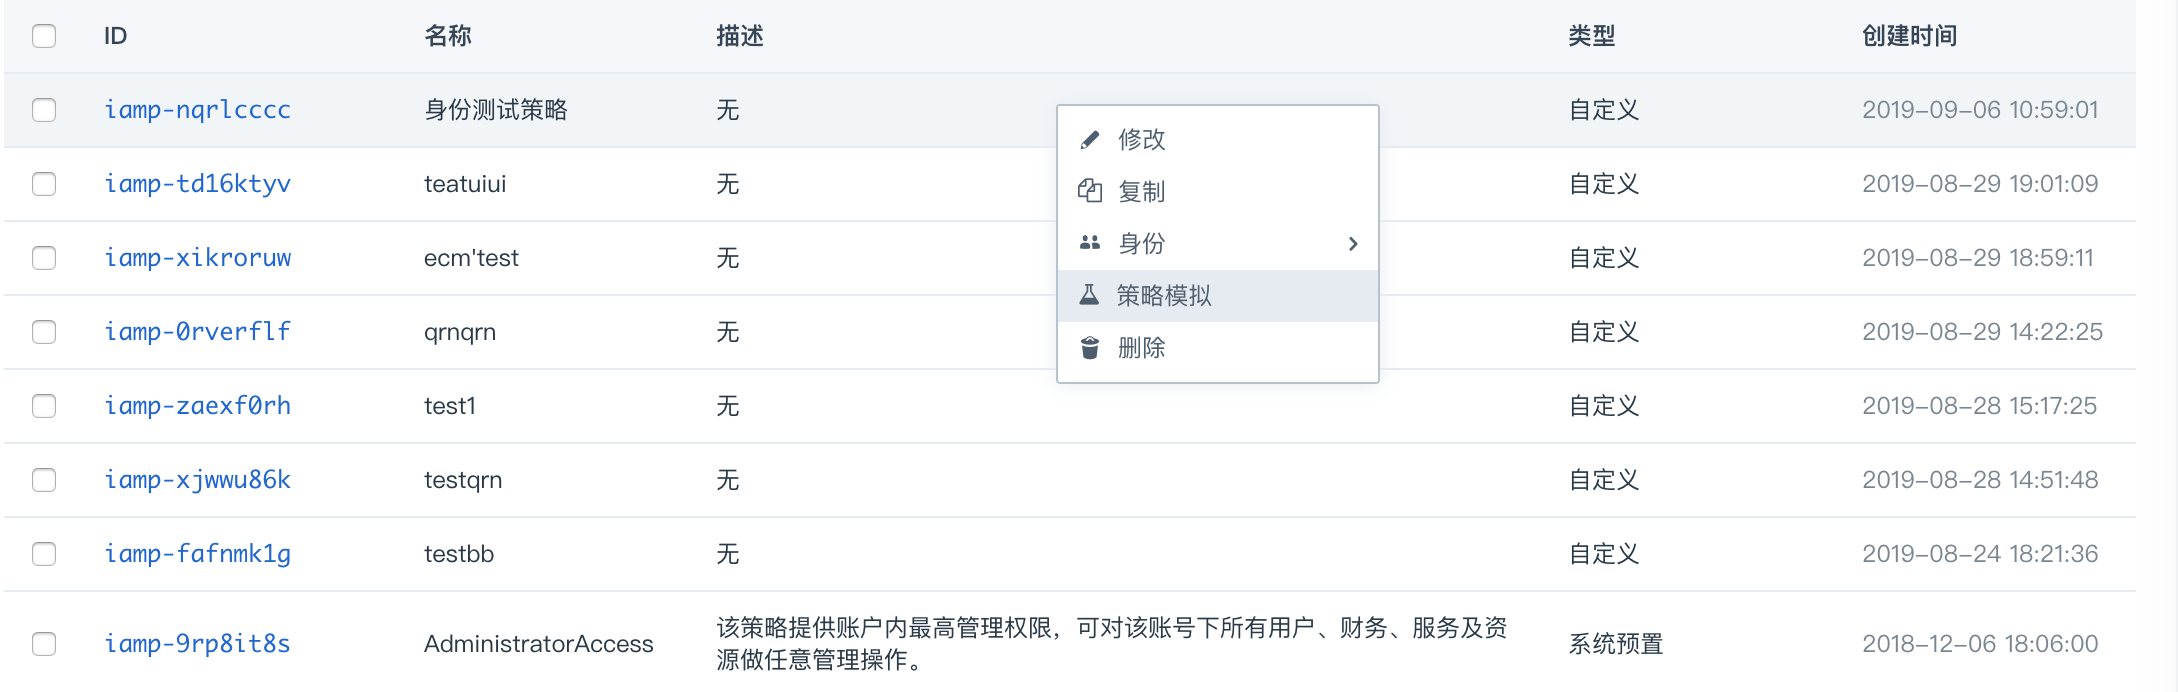 ID 名称 描述 类型 创建时间
iamp-nqrlcccc 身份测试策略 无 自定义 2019-09-06 10:59:01
iamp-td16ktyv teatuiui 无 自定义 2019-08-29 19:01:09
iamp-xikroruw ecm'test 无 自定义 2019-08-29 18:59:11
iamp-0rverflf qrnqrn 无 自定义 2019-08-29 14:22:25
iamp-zaexf0rh test1 无 自定义 2019-08-28 15:17:25
iamp-xjwwu86k testqrn 无 自定义 2019-08-28 14:51:48
iamp-fafnmk1g testbb 无 自定义 2019-08-24 18:21:36
iamp-9rp8it8s AdministratorAccess 该策略提供账户内最高管理权限，可对该账号下所有用户、财务、服务及资
源做任意管理操作。 系统预置 2018-12-06 18:06:00
修改
复制
身份
策略模拟
删除